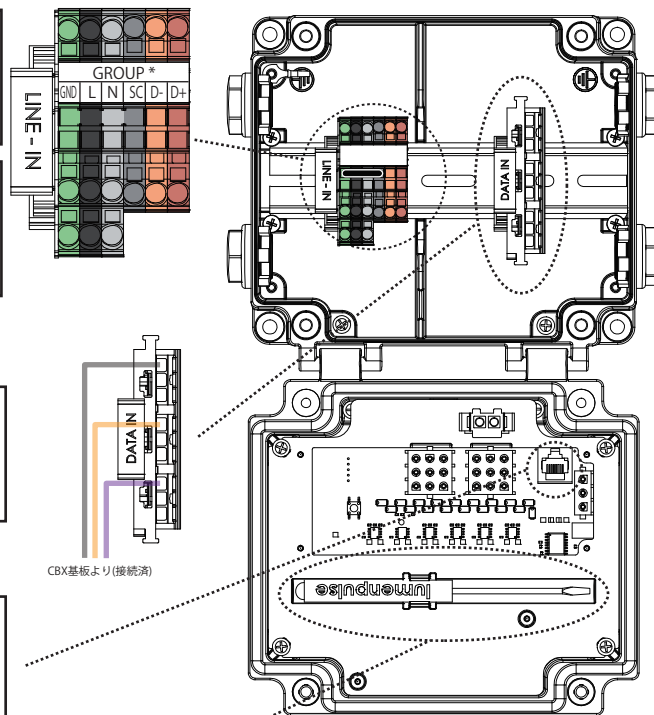 GROUP *
GND L N SC D- D+
LINE - IN
LINE - IN
DATA IN
DATA IN
CBX基板より(接続済)
lumenpulse